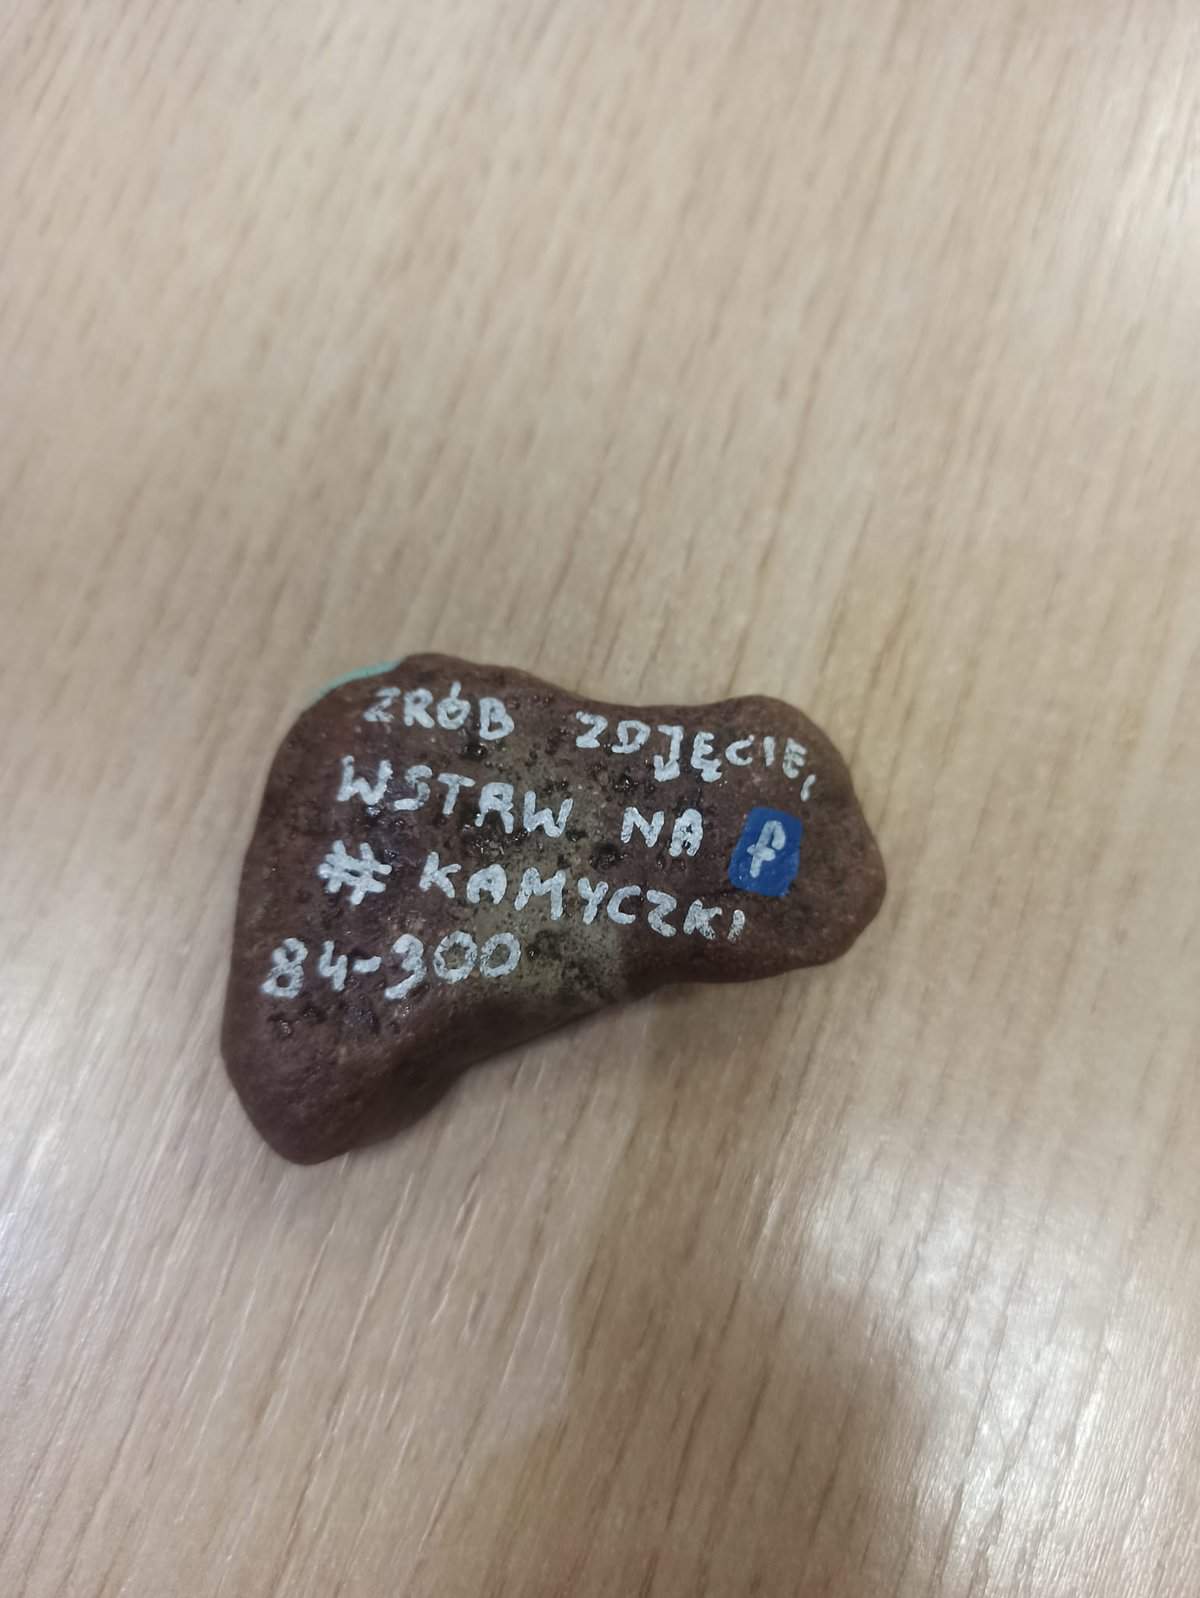 ZRÓB ZDJĘCIE,
WSTAW NA f
# KAMYCZKI
84-300